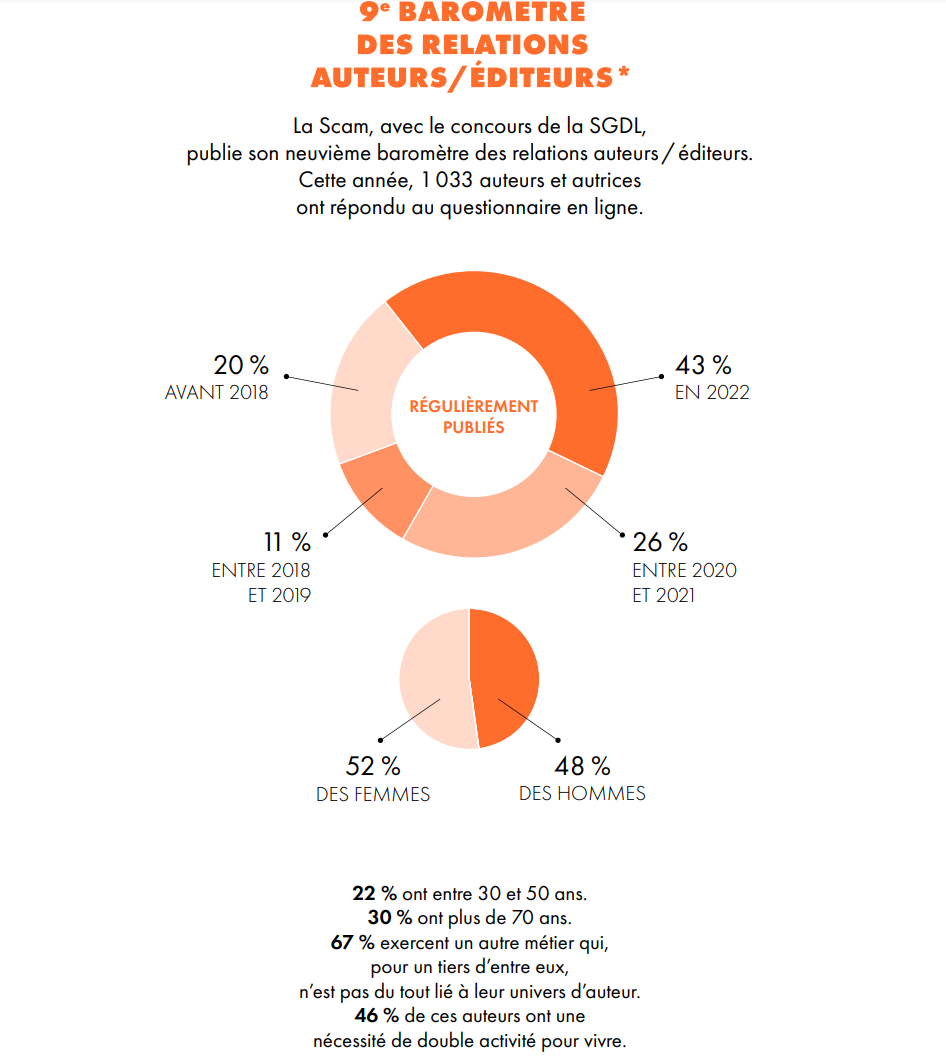 9e BAROMÈTRE
DES RELATIONS
AUTEURS/ÉDITEURS*
La Scam, avec le concours de la SGDL,
publie son neuvième baromètre des relations auteurs / éditeurs.
Cette année, 1 033 auteurs et autrices
ont répondu au questionnaire en ligne.
20 %
AVANT 2018
43 %
EN 2022
RÉGULIÈREMENT
PUBLIÉS
11 %
ENTRE 2018
ET 2019
26 %
ENTRE 2020
ET 2021
52 %
DES FEMMES
48 %
DES HOMMES
22 % ont entre 30 et 50 ans.
30 % ont plus de 70 ans.
67 % exercent un autre métier qui,
pour un tiers d'entre eux,
n'est pas du tout lié à leur univers d'auteur.
46 % de ces auteurs ont une
nécessité de double activité pour vivre.